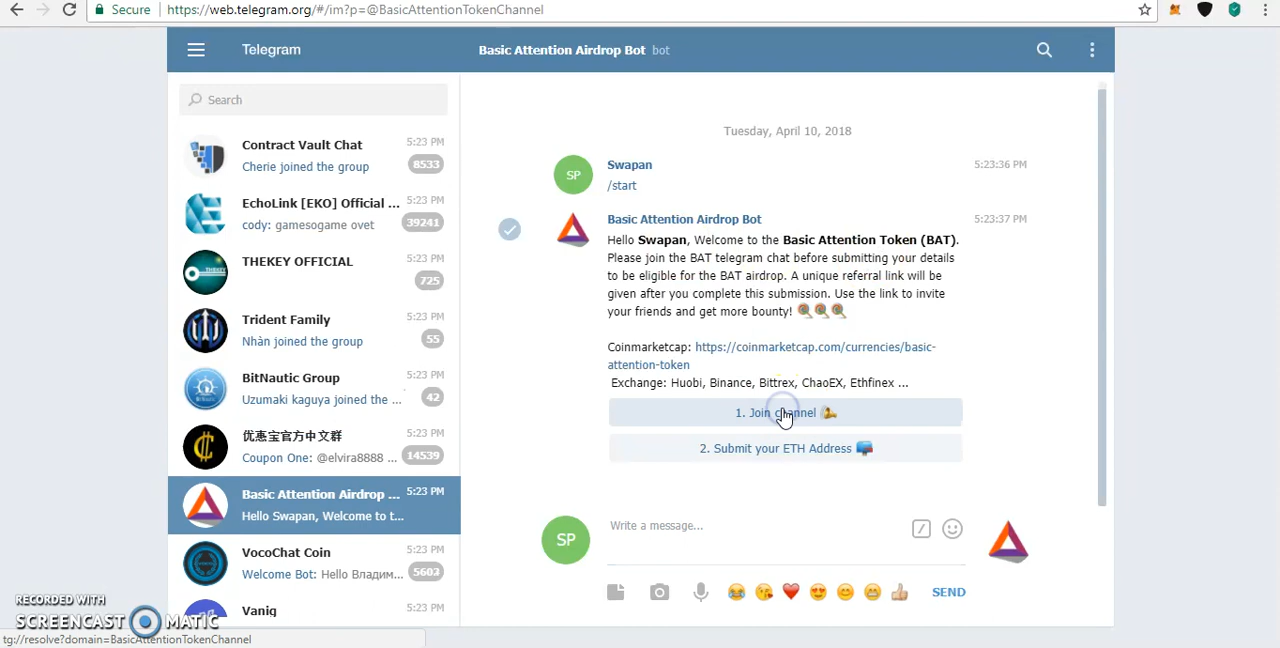 Secure
https://web.telegram.org/#/im?p=@BasicAttentionTokenChannel
Telegram
Basic Attention Airdrop Bot bot
Search
Contract Vault Chat 5:23 PM
Cherie joined the group 8533
EchoLink [EKO] Official ... 5:23 PM
cody: gamesogame ovet 39241
THEKEY OFFICIAL 5:23 PM
725
Trident Family 5:23 PM
Nhàn joined the group 55
BitNautic Group 5:23 PM
Uzumaki kaguya joined the ... 42
优惠宝官方中文群 5:23 PM
Coupon One: @elvira8888 ... 14539
Basic Attention Airdrop ... 5:23 PM
Hello Swapan, Welcome to t...
VocoChat Coin 5:23 PM
Welcome Bot: Hello Владим... 5603
Vanig 5:23 PM
Tuesday, April 10, 2018
SP
Swapan 5:23:36 PM
/start
Basic Attention Airdrop Bot 5:23:37 PM
Hello Swapan, Welcome to the Basic Attention Token (BAT).
Please join the BAT telegram chat before submitting your details
to be eligible for the BAT airdrop. A unique referral link will be
given after you complete this submission. Use the link to invite
your friends and get more bounty! 🍭🍭🍭
Coinmarketcap: https://coinmarketcap.com/currencies/basic-
attention-token
Exchange: Huobi, Binance, Bittrex, ChaoEX, Ethfinex ...
1. Join channel
2. Submit your ETH Address 📫
SP
Write a message...
SEND
RECORDED WITH
SCREENCAST MATIC
tg://resolve?domain=BasicAttentionTokenChannel